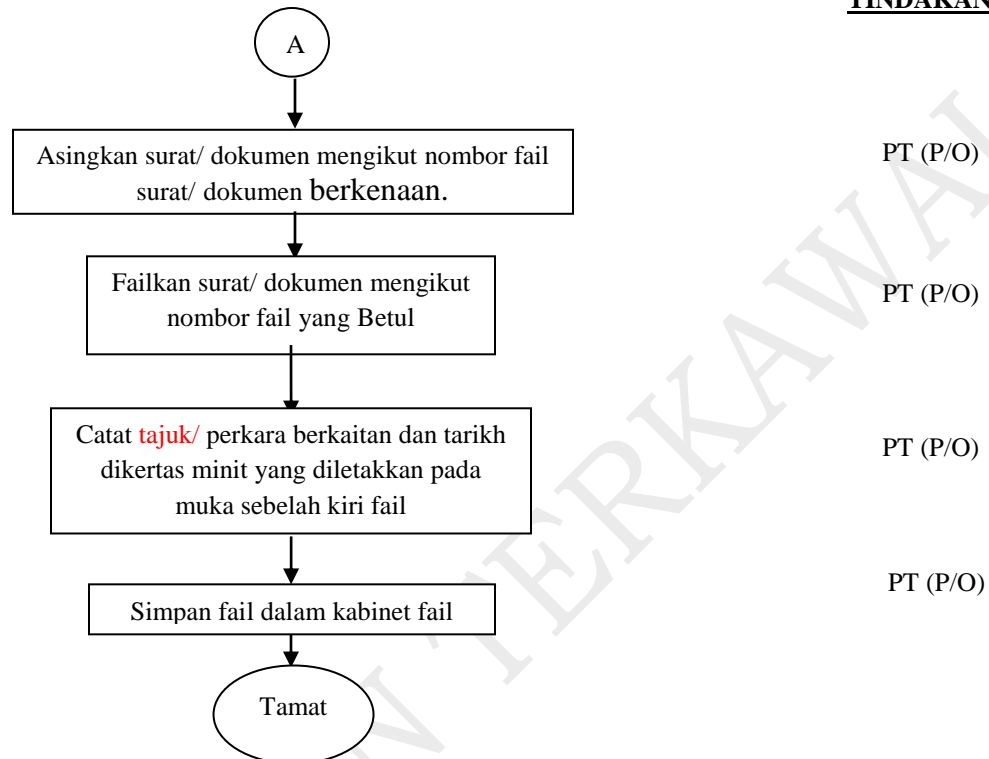 TINDAKAN
A
Asingkan surat/ dokumen mengikut nombor fail
surat/ dokumen berkenaan.
PT (P/O)
Failkan surat/ dokumen mengikut
nombor fail yang Betul
PT (P/O)
Catat tajuk/ perkara berkaitan dan tarikh
dikertas minit yang diletakkan pada
muka sebelah kiri fail
PT (P/O)
Simpan fail dalam kabinet fail
PT (P/O)
Tamat
N TERKAWAL